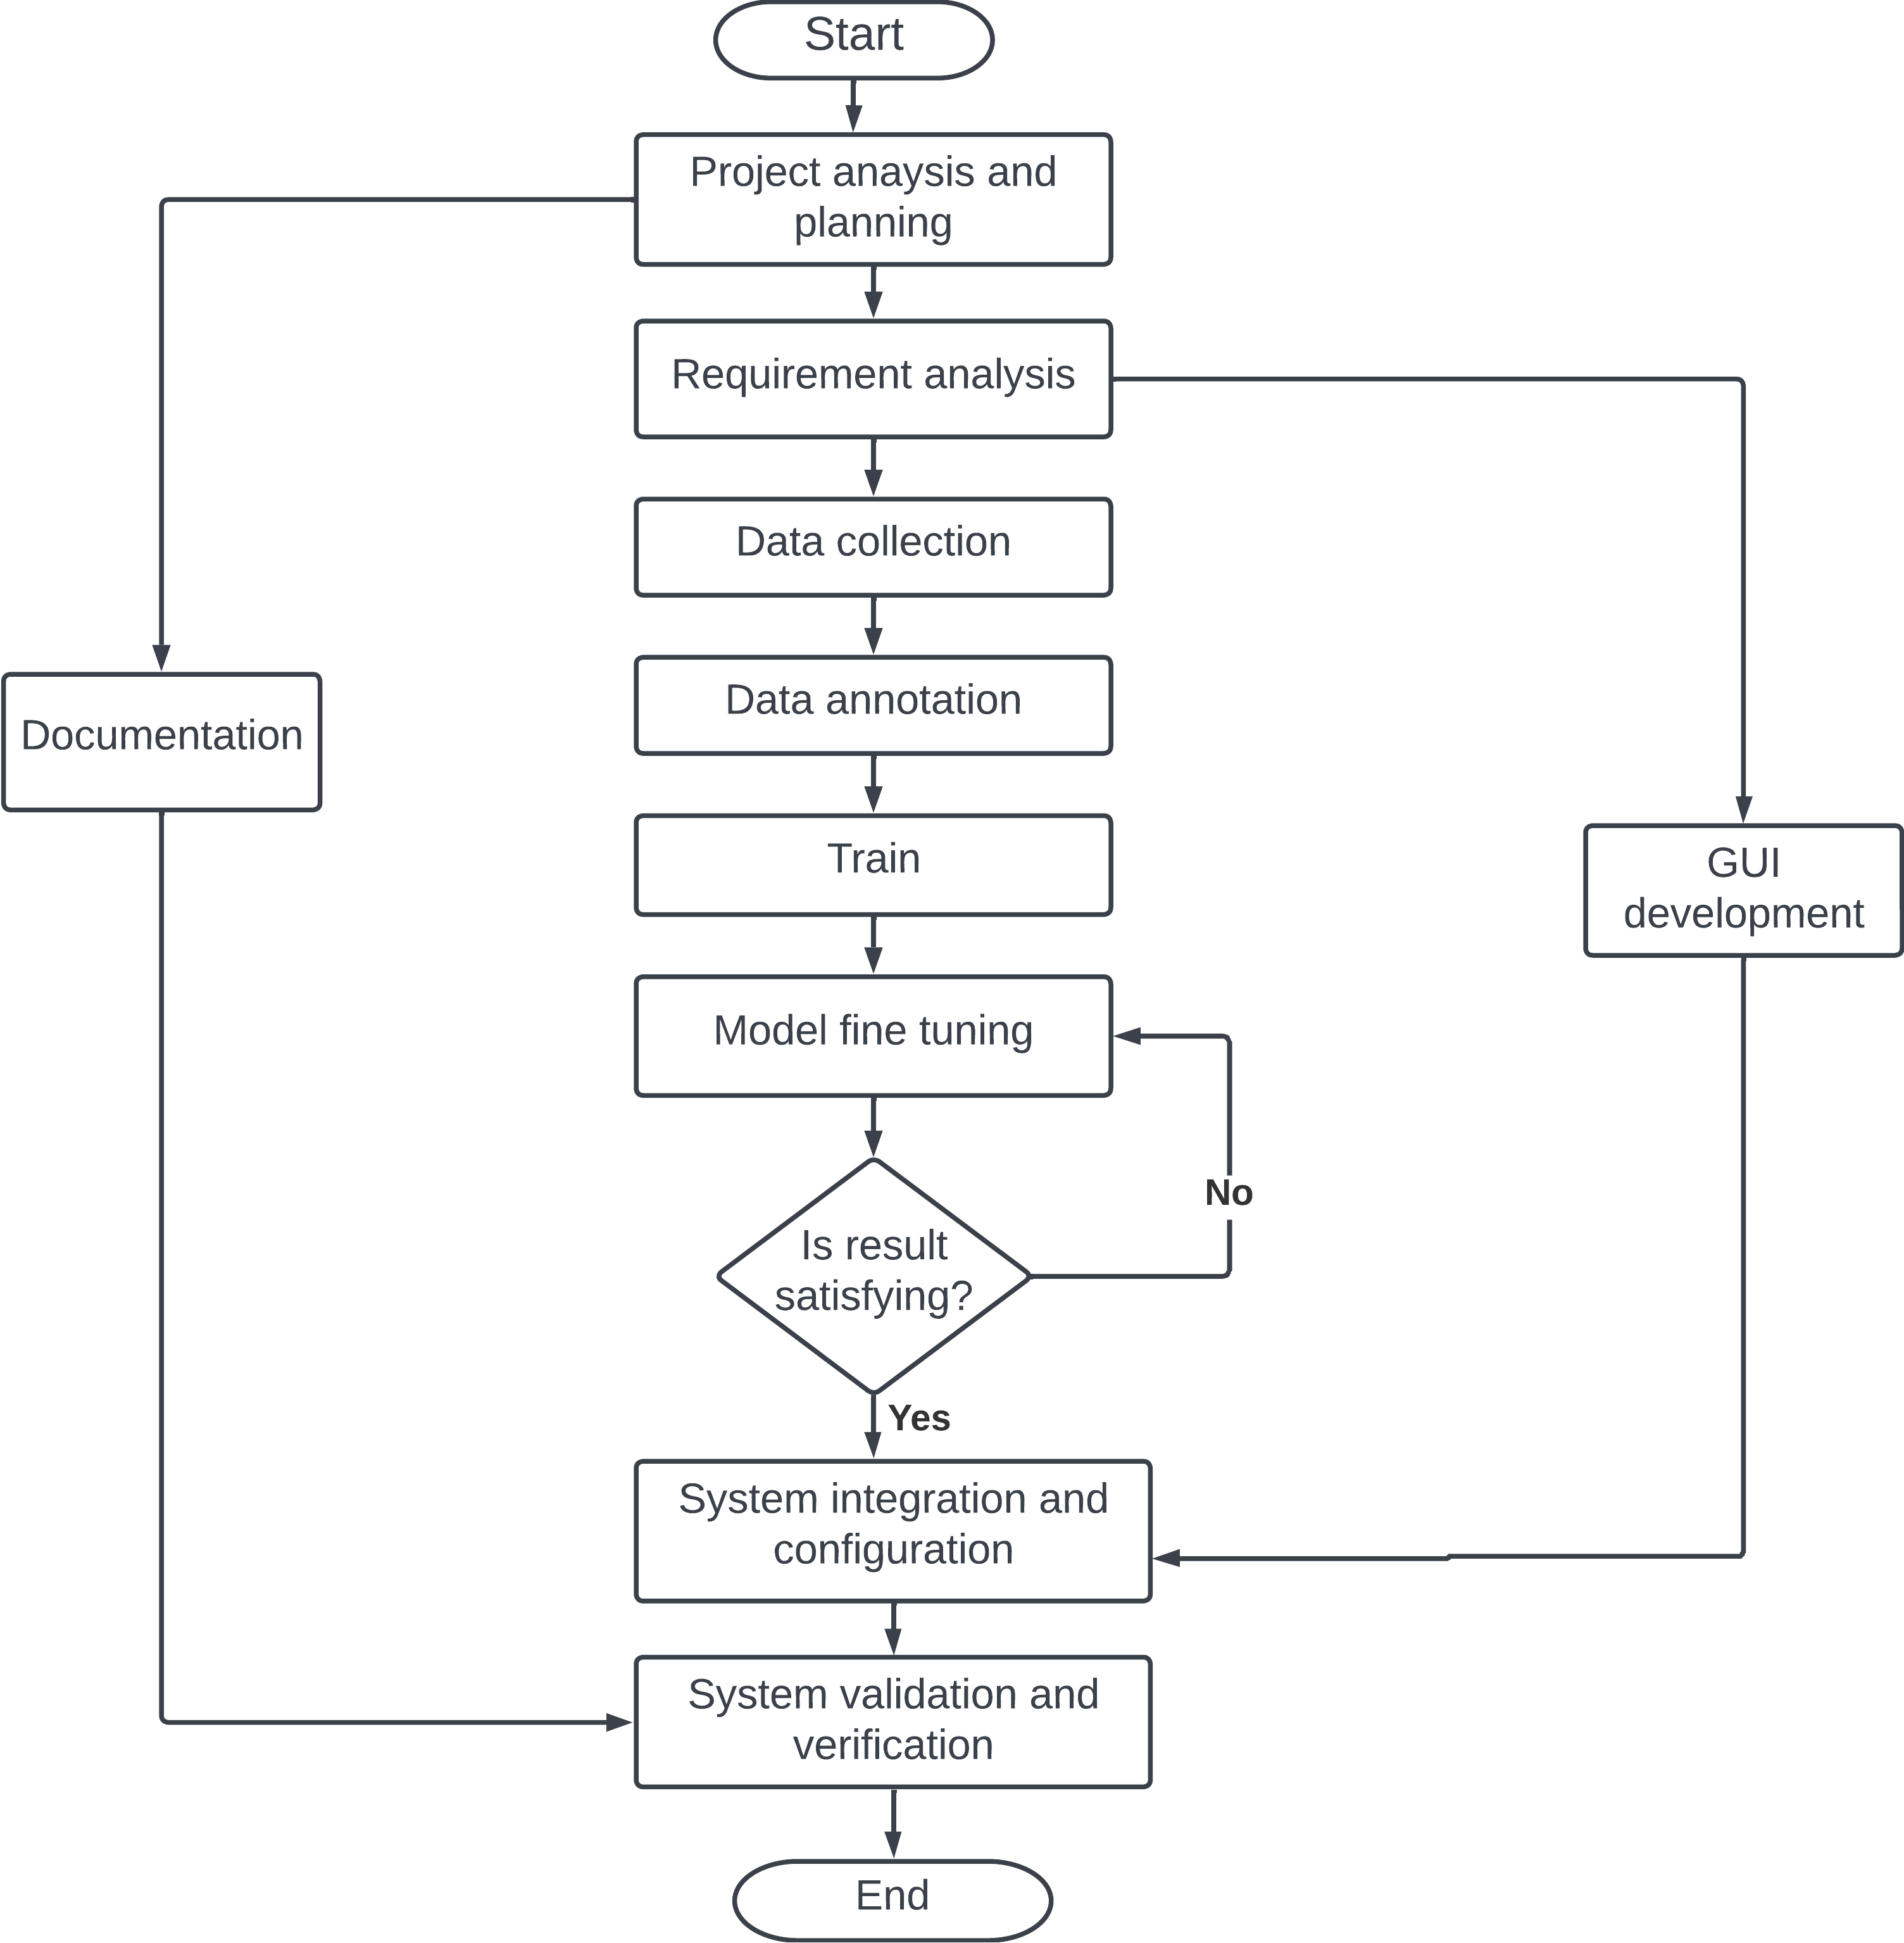 Start
Project anaysis and
planning
Requirement analysis
Data collection
Data annotation
Documentation
Train
GUI
development
Model fine tuning
No
Is result
satisfying?
Yes
System integration and
configuration
System validation and
verification
End